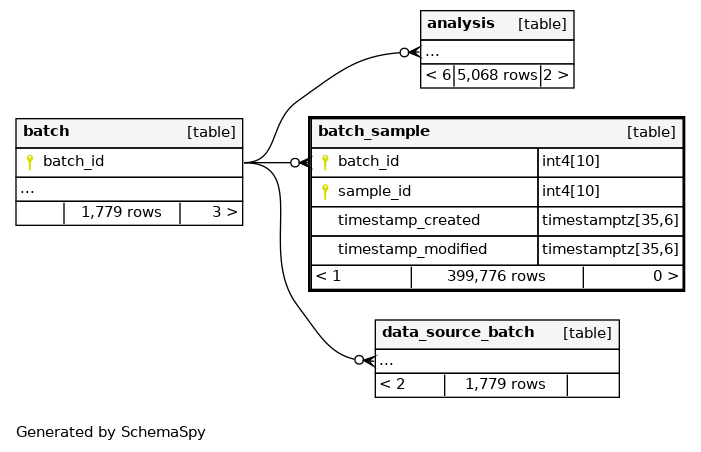 analysis [table]
...
< 6 5,068 rows 2 >
batch [table]
batch_id
...
1,779 rows 3 >
batch_sample [table]
batch_id int4[10]
sample_id int4[10]
timestamp_created timestamptz[35,6]
timestamp_modified timestamptz[35,6]
< 1 399,776 rows 0 >
data_source_batch [table]
...
< 2 1,779 rows
Generated by SchemaSpy